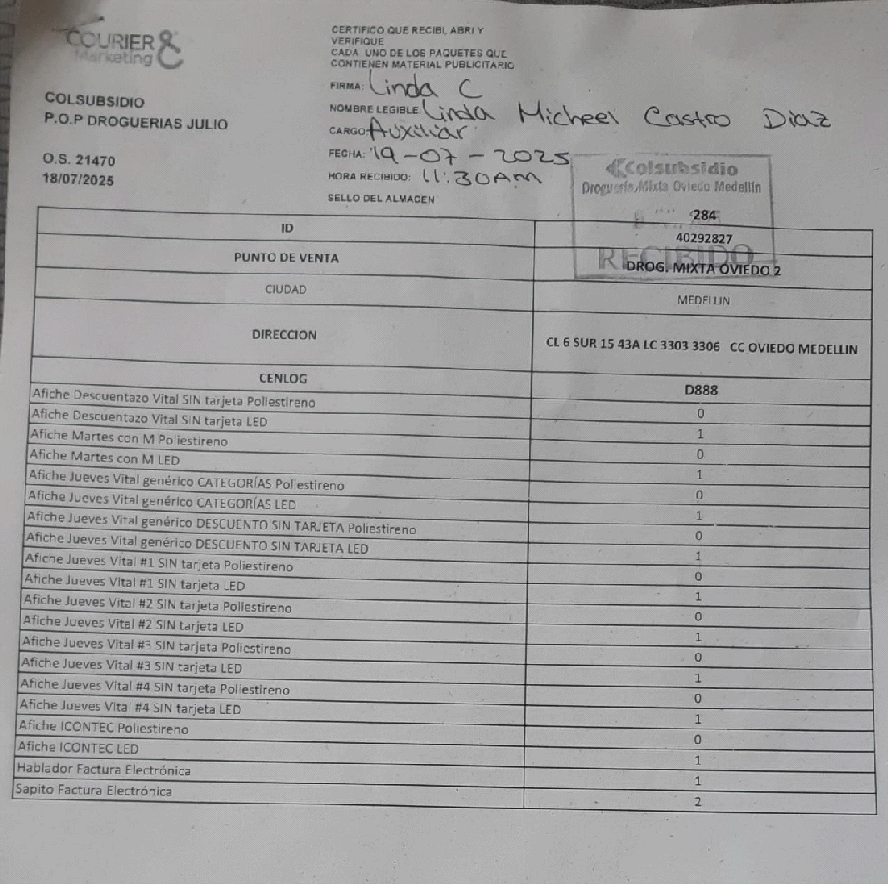 COURIER &
Marketing
COLSUBSIDIO
P.O.P DROGUERIAS JULIO
O.S. 21470
18/07/2025
CERTIFICO QUE RECIBI, ABRI Y
VERIFIQUE
CADA UNO DE LOS PAQUETES QUE
CONTIENEN MATERIAL PUBLICITARIO
FIRMA: Linda C
NOMBRE LEGIBLE: Linda Micheel Castro Diaz
CARGO: Auxiliar
FECHA: 19-07-2025
HORA RECIBIDO: 11:30AM
SELLO DEL ALMACEN
Colsubsidio
Droguería Mixta Oviedo Medellín
RECIBIDO
284
ID 40292827
PUNTO DE VENTA DROG. MIXTA OVIEDO 2
CIUDAD MEDELLIN
DIRECCION CL 6 SUR 15 43A LC 3303 3306 CC OVIEDO MEDELLIN
CENLOG D888
Afiche Descuentazo Vital SIN tarjeta Poliestireno 0
Afiche Descuentazo Vital SIN tarjeta LED 1
Afiche Martes con M Poliestireno 0
Afiche Martes con M LED 1
Afiche Jueves Vital genérico CATEGORÍAS Poliestireno 0
Afiche Jueves Vital genérico CATEGORÍAS LED 1
Afiche Jueves Vital genérico DESCUENTO SIN TARJETA Poliestireno 0
Afiche Jueves Vital genérico DESCUENTO SIN TARJETA LED 1
Afiche Jueves Vital #1 SIN tarjeta Poliestireno 0
Afiche Jueves Vital #1 SIN tarjeta LED 1
Afiche Jueves Vital #2 SIN tarjeta Poliestireno 0
Afiche Jueves Vital #2 SIN tarjeta LED 1
Afiche Jueves Vital #3 SIN tarjeta Poliestireno 0
Afiche Jueves Vital #3 SIN tarjeta LED 1
Afiche Jueves Vital #4 SIN tarjeta Poliestireno 0
Afiche Jueves Vital #4 SIN tarjeta LED 1
Afiche ICONTEC Poliestireno 0
Afiche ICONTEC LED 1
Hablador Factura Electrónica 1
Sapito Factura Electrónica 2